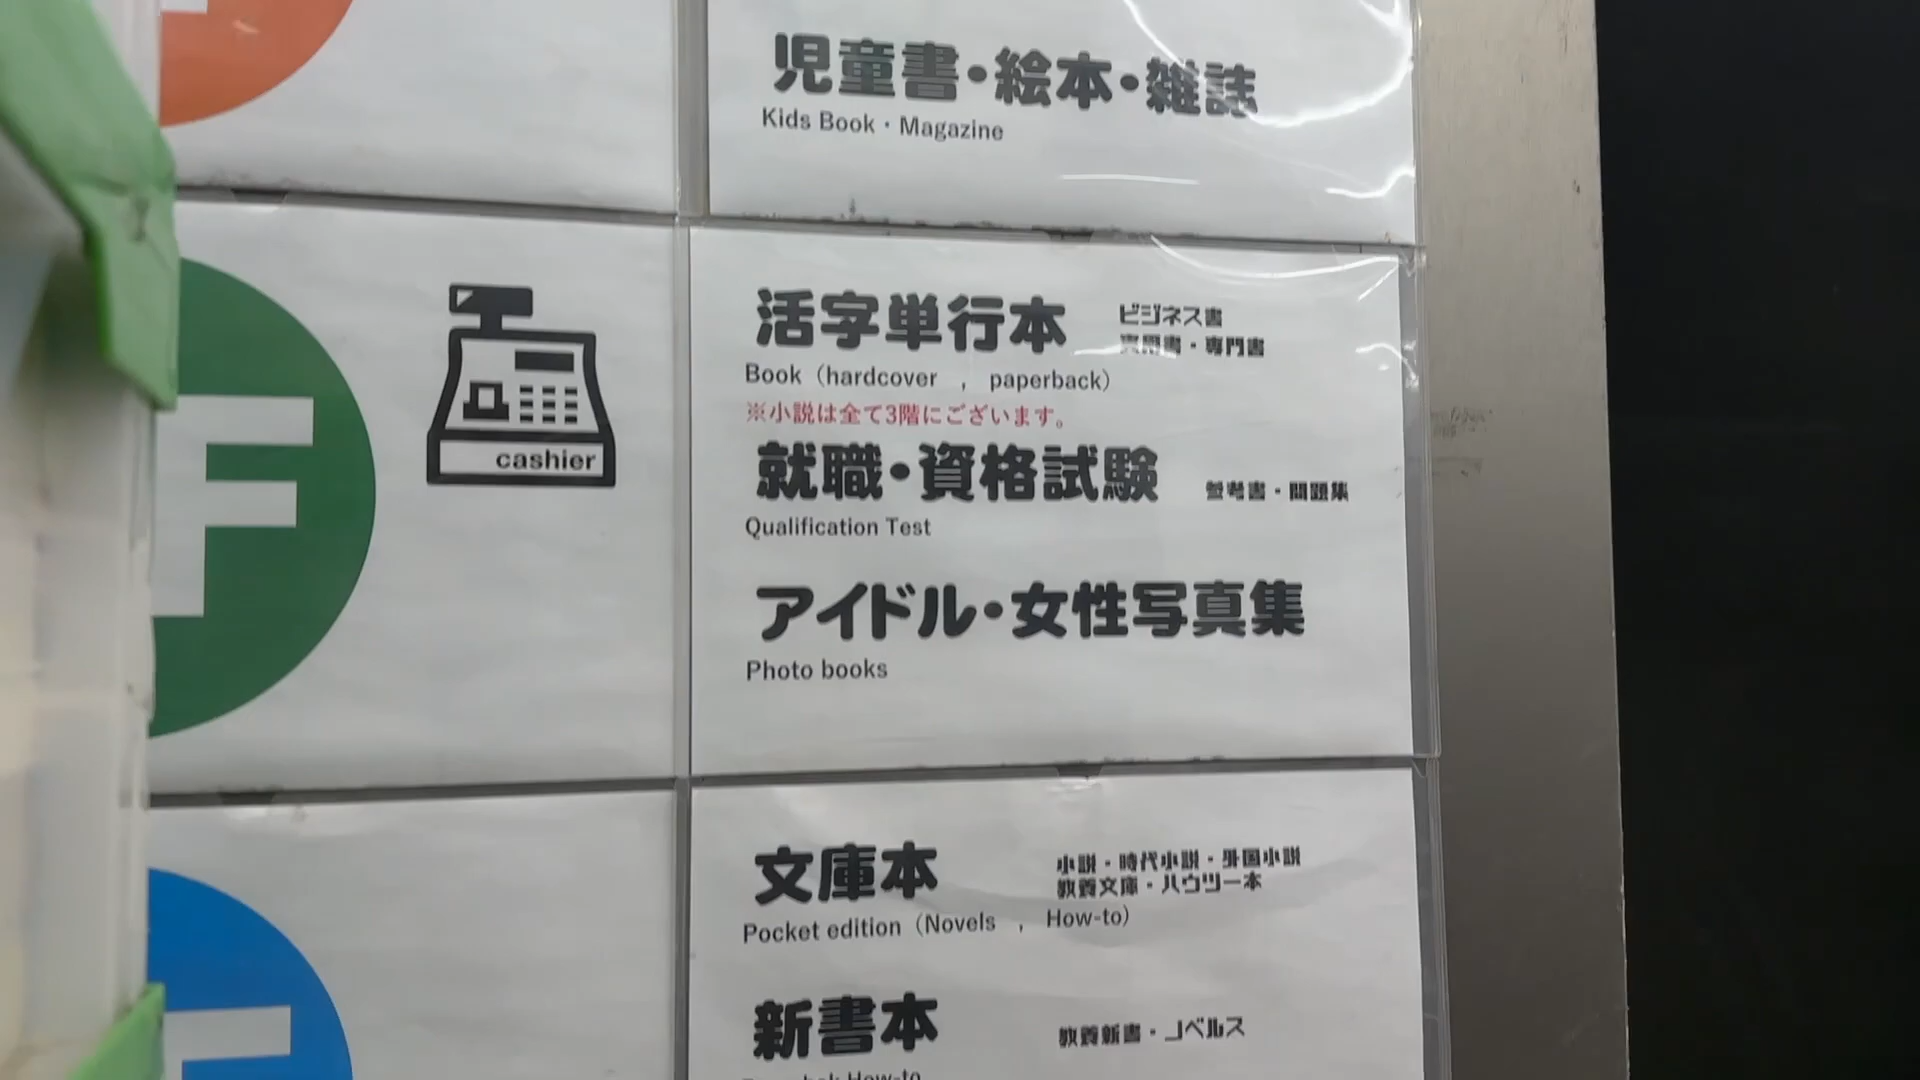 児童書・絵本・雑誌
Kids Book・Magazine
F
cashier
活字単行本
ビジネス書
実用書・専門書
Book（hardcover , paperback）
※小説は全て3階にございます。
就職・資格試験
参考書・問題集
Qualification Test
アイドル・女性写真集
Photo books
F
文庫本
小説・時代小説・外国小説
教養文庫・ハウツー本
Pocket edition（Novels , How-to）
新書本
教養新書・ノベルス
How-to